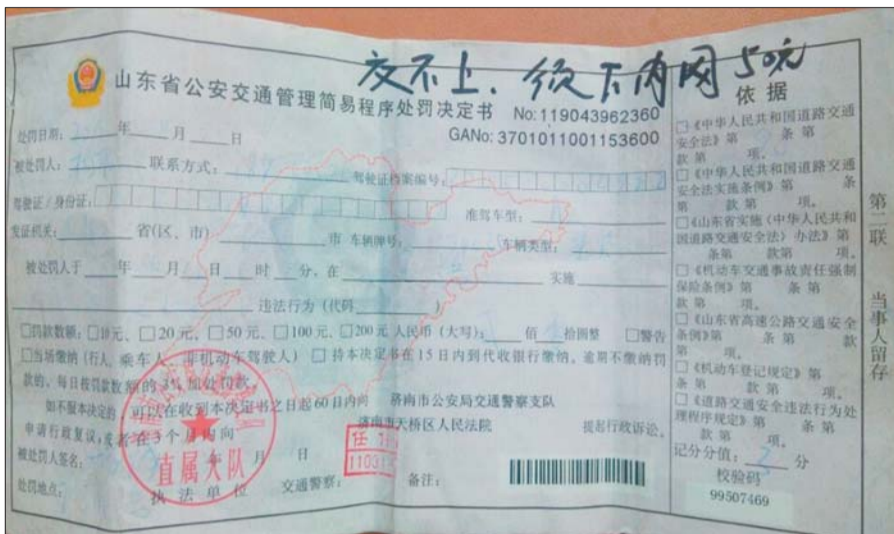 交不上.须下内网50元
山东省公安交通管理简易程序处罚决定书
No:119043962360
GANo: 3701011001153600
处罚日期: 年 月 日
被处罚人: 联系方式: 驾驶证档案编号:
驾驶证/身份证: 准驾车型:
发证机关: 省(区、市) 市 车辆牌号: 车辆类型:
被处罚人于 年 月 日 时 分,在 实施
违法行为(代码 )
□罚款数额:□10元、□20元、□50元、□100元、□200元 人民币(大写): 佰 拾圆整 □警告
□当场缴纳(行人、乘车人、非机动车驾驶人) □持本决定书在15日内到代收银行缴纳。逾期不缴纳罚
款的,每日按罚款数额的3%加处罚款。
如不服本决定的,可以在收到本决定书之日起60日内向 济南市公安局交通警察支队
申请行政复议;或者在3个月内向 济南市天桥区人民法院 提起行政诉讼。
被处罚人签名: 年 月 日
处罚地点: 执法单位 交通警察: 备注:
直属大队
依据
□《中华人民共和国道路交通
安全法》第 条 第
款 第 项。
□《中华人民共和国道路交通
安全法实施条例》第 条
第 款 第 项。
□《山东省实施〈中华人民共和
国道路交通安全法〉办法》第
条第 款第 项。
□《机动车交通事故责任强制
保险条例》第 条 第
款 第 项。
□《山东省高速公路交通安全
条例》第 条 第 款
第 项。
□《机动车登记规定》第
条 第 款 第 项。
□《道路交通安全违法行为处
理程序规定》第 条 第
款 第 项。
记分分值: 分
校验码
99507469
第二联 当事人留存